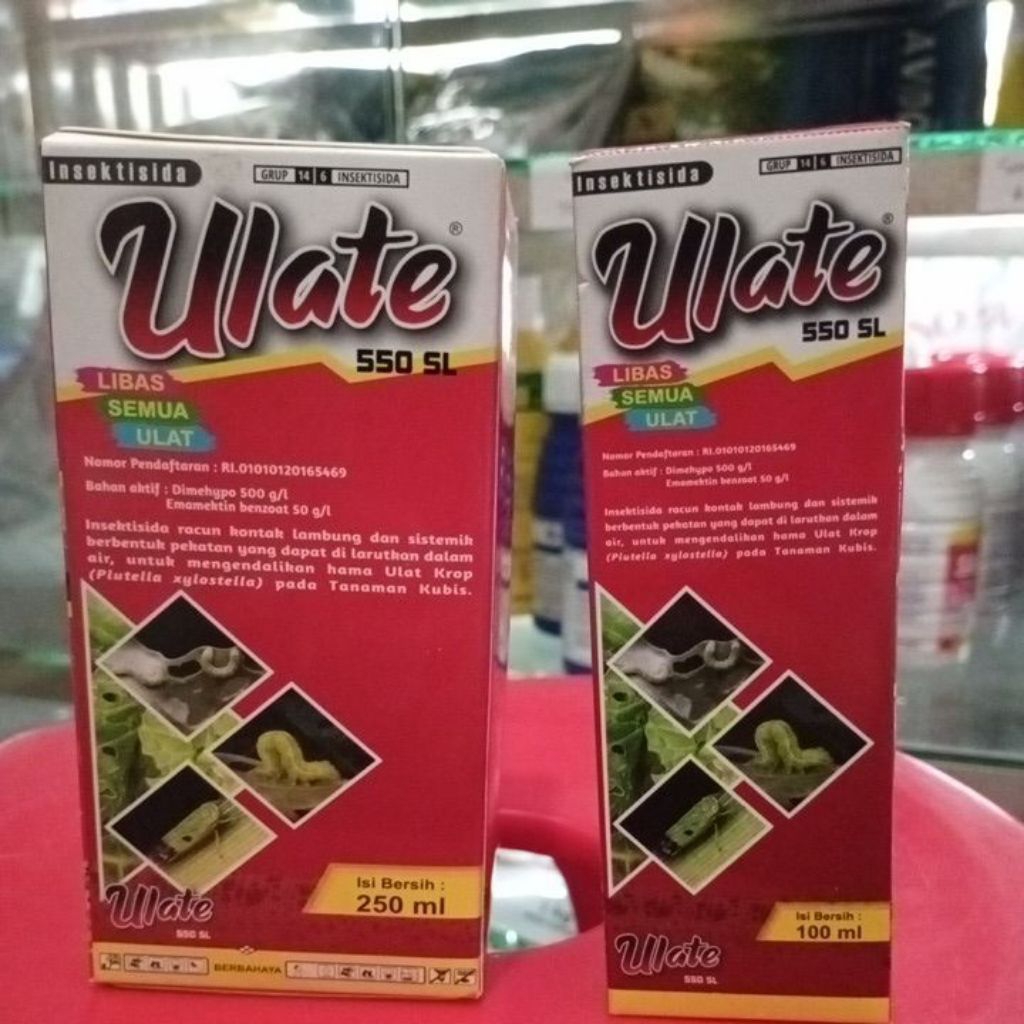 Insektisida
GRUP 14 6 INSEKTISIDA
Ulate®
550 SL
LIBAS
SEMUA
ULAT
Nomor Pendaftaran : RI.01010120165469
Bahan aktif : Dimehypo 500 g/l
Emamektin benzoat 50 g/l
Insektisida racun kontak lambung dan sistemik
berbentuk pekatan yang dapat di larutkan dalam
air, untuk mengendalikan hama Ulat Krop
(Plutella xylostella) pada Tanaman Kubis.
Isi Bersih :
250 ml
Ulate
550 SL
BERBAHAYA
Insektisida
GRUP 14 6 INSEKTISIDA
Ulate®
550 SL
LIBAS
SEMUA
ULAT
Nomor Pendaftaran : RI.01010120165469
Bahan aktif : Dimehypo 500 g/l
Emamektin benzoat 50 g/l
Insektisida racun kontak lambung dan sistemik
berbentuk pekatan yang dapat di larutkan dalam
air, untuk mengendalikan hama Ulat Krop
(Plutella xylostella) pada Tanaman Kubis.
Isi Bersih :
100 ml
Ulate
550 SL